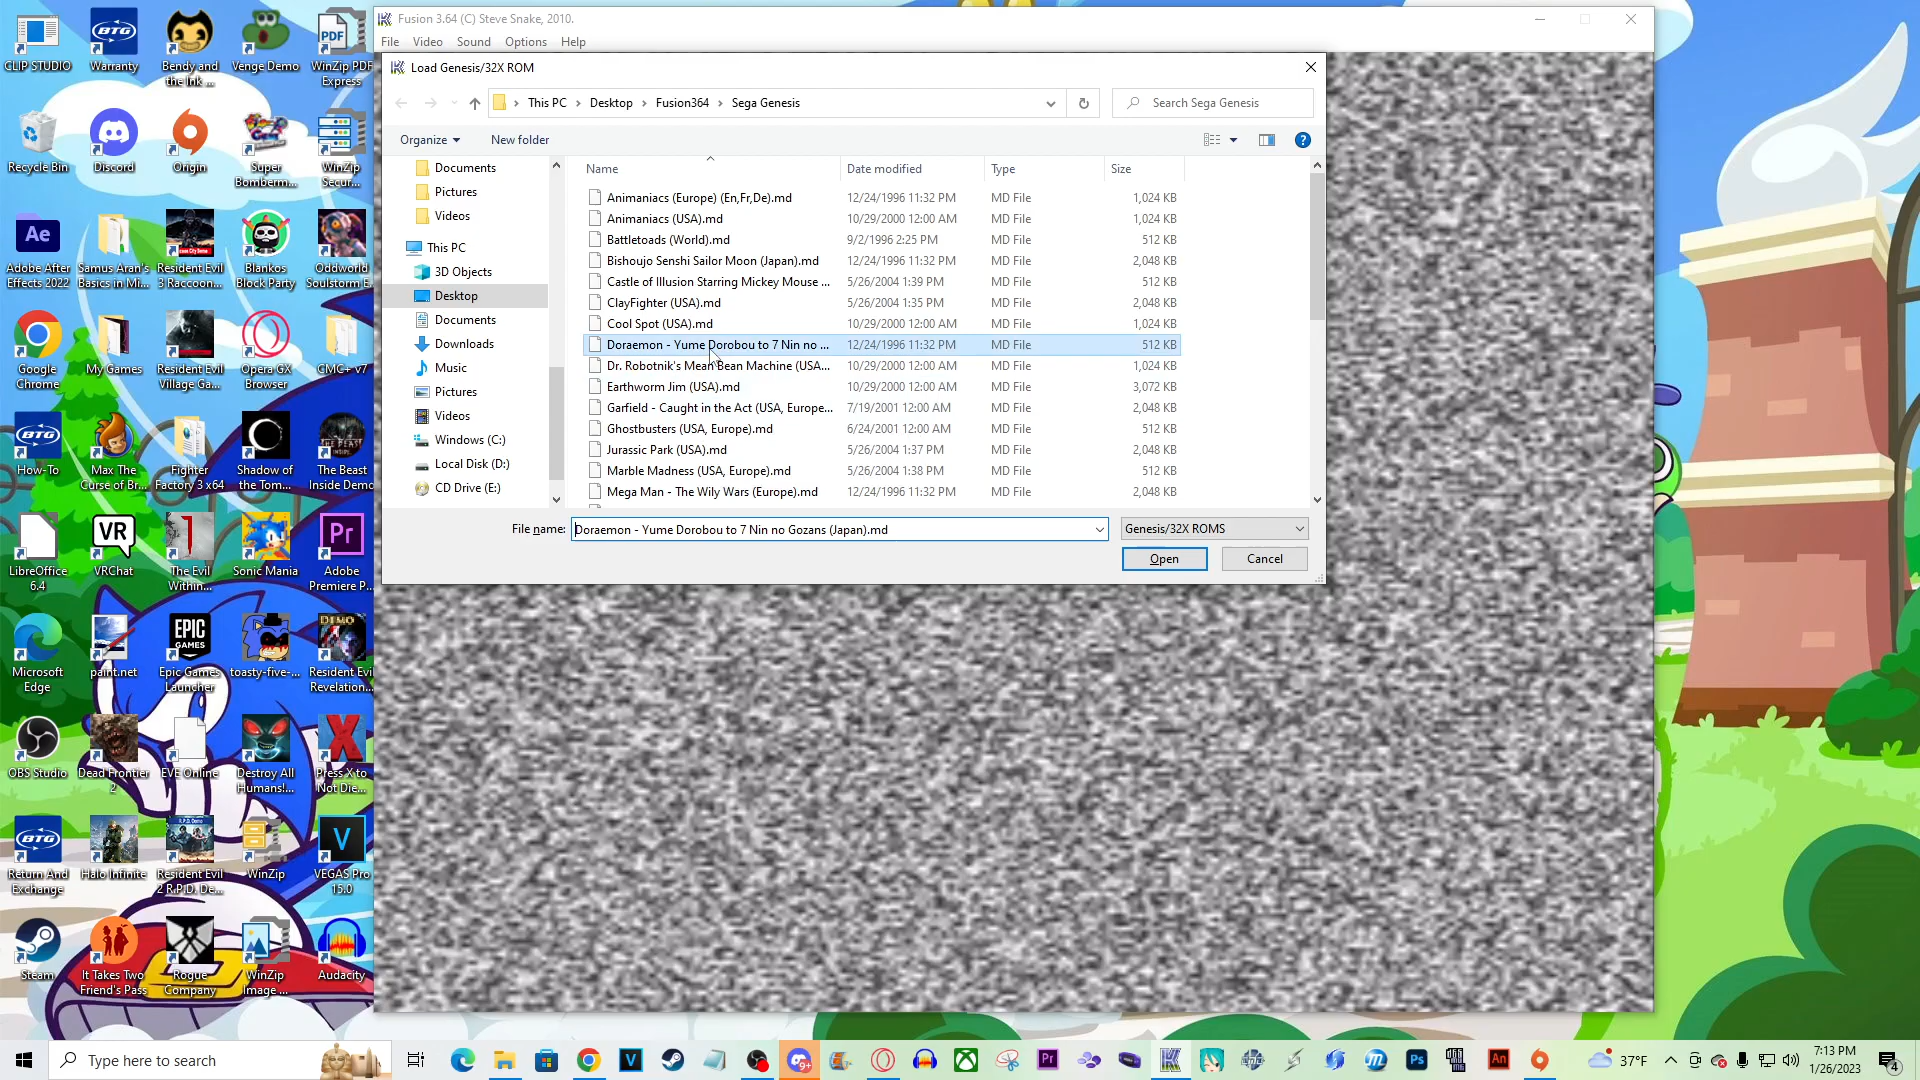 Fusion 3.64 (C) Steve Snake, 2010.
File Video Sound Options Help
Load Genesis/32X ROM
This PC > Desktop > Fusion364 > Sega Genesis
Search Sega Genesis
Organize
New folder
Documents
Pictures
Videos
This PC
3D Objects
Desktop
Documents
Downloads
Music
Pictures
Videos
Windows (C:)
Local Disk (D:)
CD Drive (E:)
Name Date modified Type Size
Animaniacs (Europe) (En,Fr,De).md 12/24/1996 11:32 PM MD File 1,024 KB
Animaniacs (USA).md 10/29/2000 12:00 AM MD File 1,024 KB
Battletoads (World).md 9/2/1996 2:25 PM MD File 512 KB
Bishoujo Senshi Sailor Moon (Japan).md 12/24/1996 11:32 PM MD File 2,048 KB
Castle of Illusion Starring Mickey Mouse ... 5/26/2004 1:39 PM MD File 512 KB
ClayFighter (USA).md 5/26/2004 1:35 PM MD File 2,048 KB
Cool Spot (USA).md 10/29/2000 12:00 AM MD File 1,024 KB
Doraemon - Yume Dorobou to 7 Nin no ... 12/24/1996 11:32 PM MD File 512 KB
Dr. Robotnik's Mean Bean Machine (USA... 10/29/2000 12:00 AM MD File 1,024 KB
Earthworm Jim (USA).md 10/29/2000 12:00 AM MD File 3,072 KB
Garfield - Caught in the Act (USA, Europe... 7/19/2001 12:00 AM MD File 2,048 KB
Ghostbusters (USA, Europe).md 6/24/2001 12:00 AM MD File 512 KB
Jurassic Park (USA).md 5/26/2004 1:37 PM MD File 2,048 KB
Marble Madness (USA, Europe).md 5/26/2004 1:38 PM MD File 512 KB
Mega Man - The Wily Wars (Europe).md 12/24/1996 11:32 PM MD File 2,048 KB
File name: Doraemon - Yume Dorobou to 7 Nin no Gozans (Japan).md
Genesis/32X ROMS
Open
Cancel
CLIP STUDIO
BTG
Warranty
Bendy and the Ink ...
Venge Demo
PDF
WinZip PDF Express
Recycle Bin
Discord
Origin
Super Bomberm...
WinZip Secur...
Ae
Adobe After Effects 2022
Samus Aran's Basics in Mi...
Resident Evil 3 Raccoon...
Blankos Block Party
Oddworld Soulstorm E...
Google Chrome
My Games
Resident Evil Village Ga...
Opera GX Browser
CMC+ v7
BTG
How-To
Max The Curse of Br...
Fighter Factory 3 x64
Shadow of the Tom...
The Beast Inside Demo
LibreOffice 6.4
VR
VRChat
The Evil Within...
Sonic Mania
Pr
Adobe Premiere P...
Microsoft Edge
paint.net
EPIC GAMES
Epic Games Launcher
toasty-five-...
DEMO
Resident Evil Revelation...
OBS Studio
Dead Frontier 2
EVE Online
Destroy All Humans!...
Press X to Not Die...
BTG
Return And Exchange
Halo Infinite
Resident Evil 2 R.P.D. De...
WinZip
V
VEGAS Pro 15.0
Steam
It Takes Two Friend's Pass
Rogue Company
WinZip Image ...
Audacity
Type here to search
V
9+
Pr
Ps
An
37°F
7:13 PM
1/26/2023
4